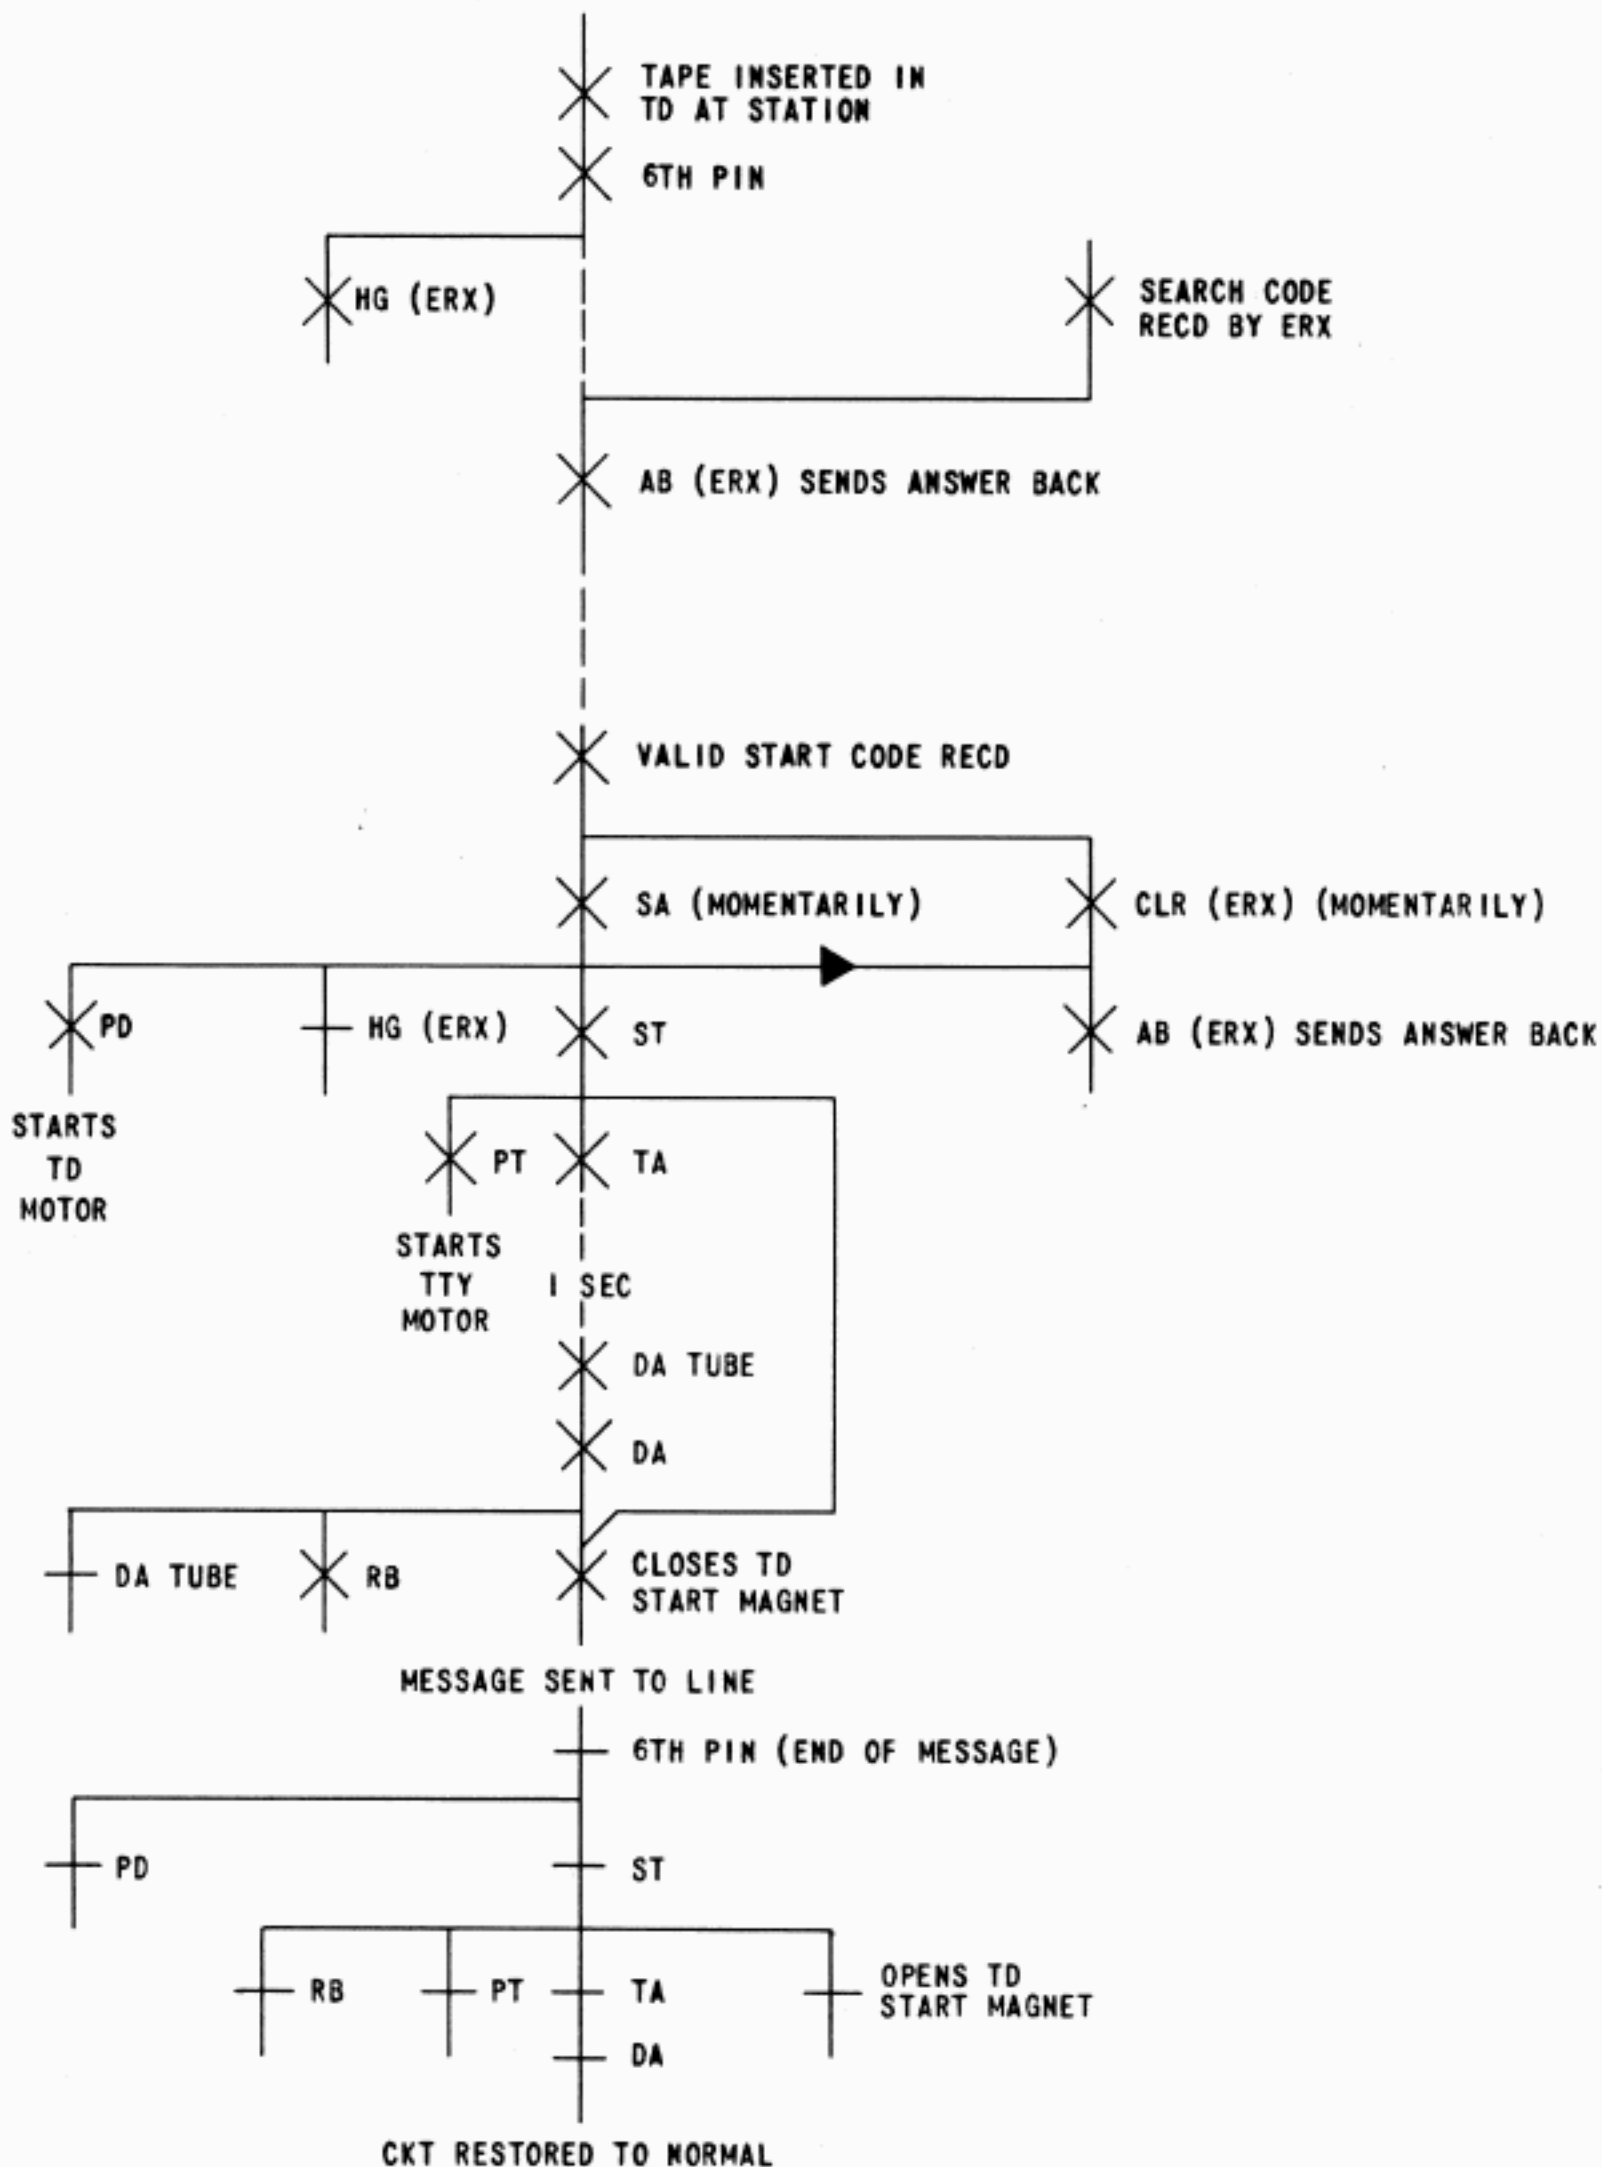 TAPE INSERTED IN
TD AT STATION
6TH PIN
HG (ERX)
SEARCH CODE
RECD BY ERX
AB (ERX) SENDS ANSWER BACK
VALID START CODE RECD
SA (MOMENTARILY)
CLR (ERX) (MOMENTARILY)
PD
HG (ERX)
ST
AB (ERX) SENDS ANSWER BACK
STARTS
TD
MOTOR
PT
TA
STARTS
TTY
MOTOR
1 SEC
DA TUBE
DA
DA TUBE
RB
CLOSES TD
START MAGNET
MESSAGE SENT TO LINE
6TH PIN (END OF MESSAGE)
PD
ST
RB
PT
TA
OPENS TD
START MAGNET
DA
CKT RESTORED TO NORMAL